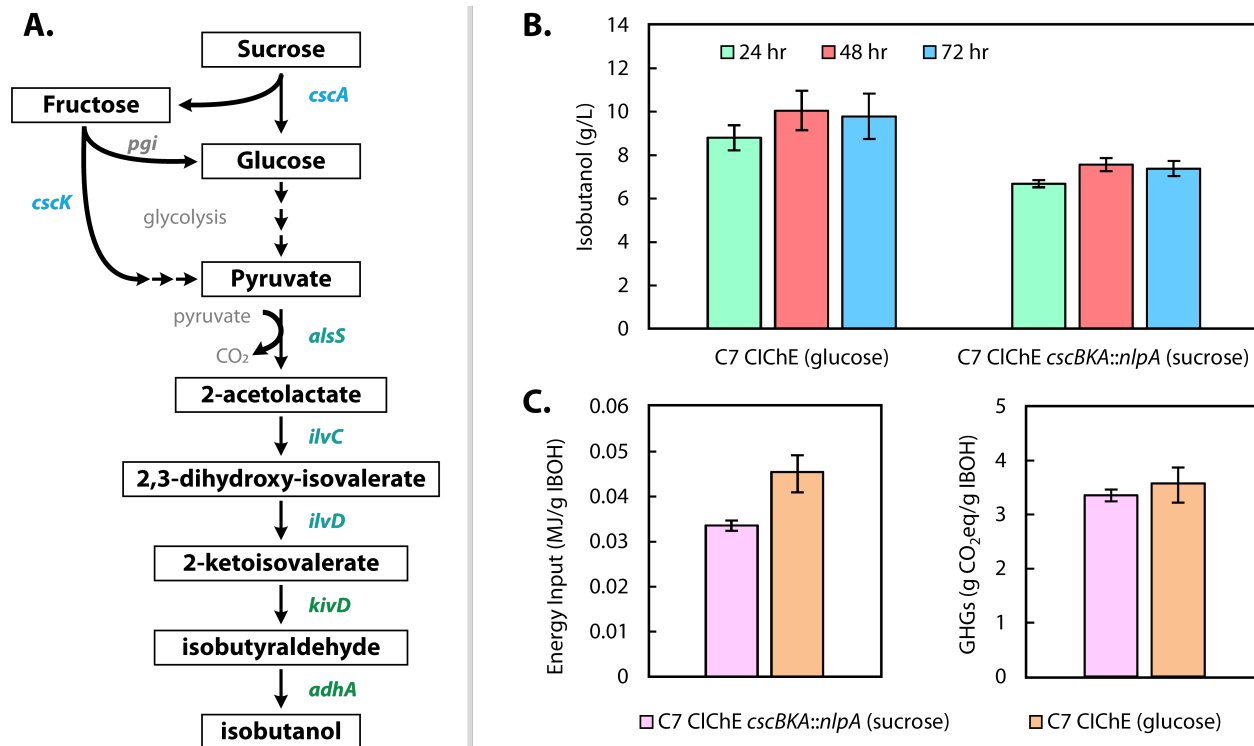 A.
Sucrose
Fructose
cscA
pgi
Glucose
cscK
glycolysis
Pyruvate
pyruvate
alsS
CO₂
2-acetolactate
ilvC
2,3-dihydroxy-isovalerate
ilvD
2-ketoisovalerate
kivD
isobutyraldehyde
adhA
isobutanol
B.
14
12
10
8
6
4
2
0
Isobutanol (g/L)
24 hr
48 hr
72 hr
C7 ClChE (glucose)
C7 ClChE cscBKA::nlpA (sucrose)
C.
0.06
0.05
0.04
0.03
0.02
0.01
0
Energy Input (MJ/g IBOH)
5
4
3
2
1
0
GHGs (g CO₂eq/g IBOH)
C7 ClChE cscBKA::nlpA (sucrose)
C7 ClChE (glucose)